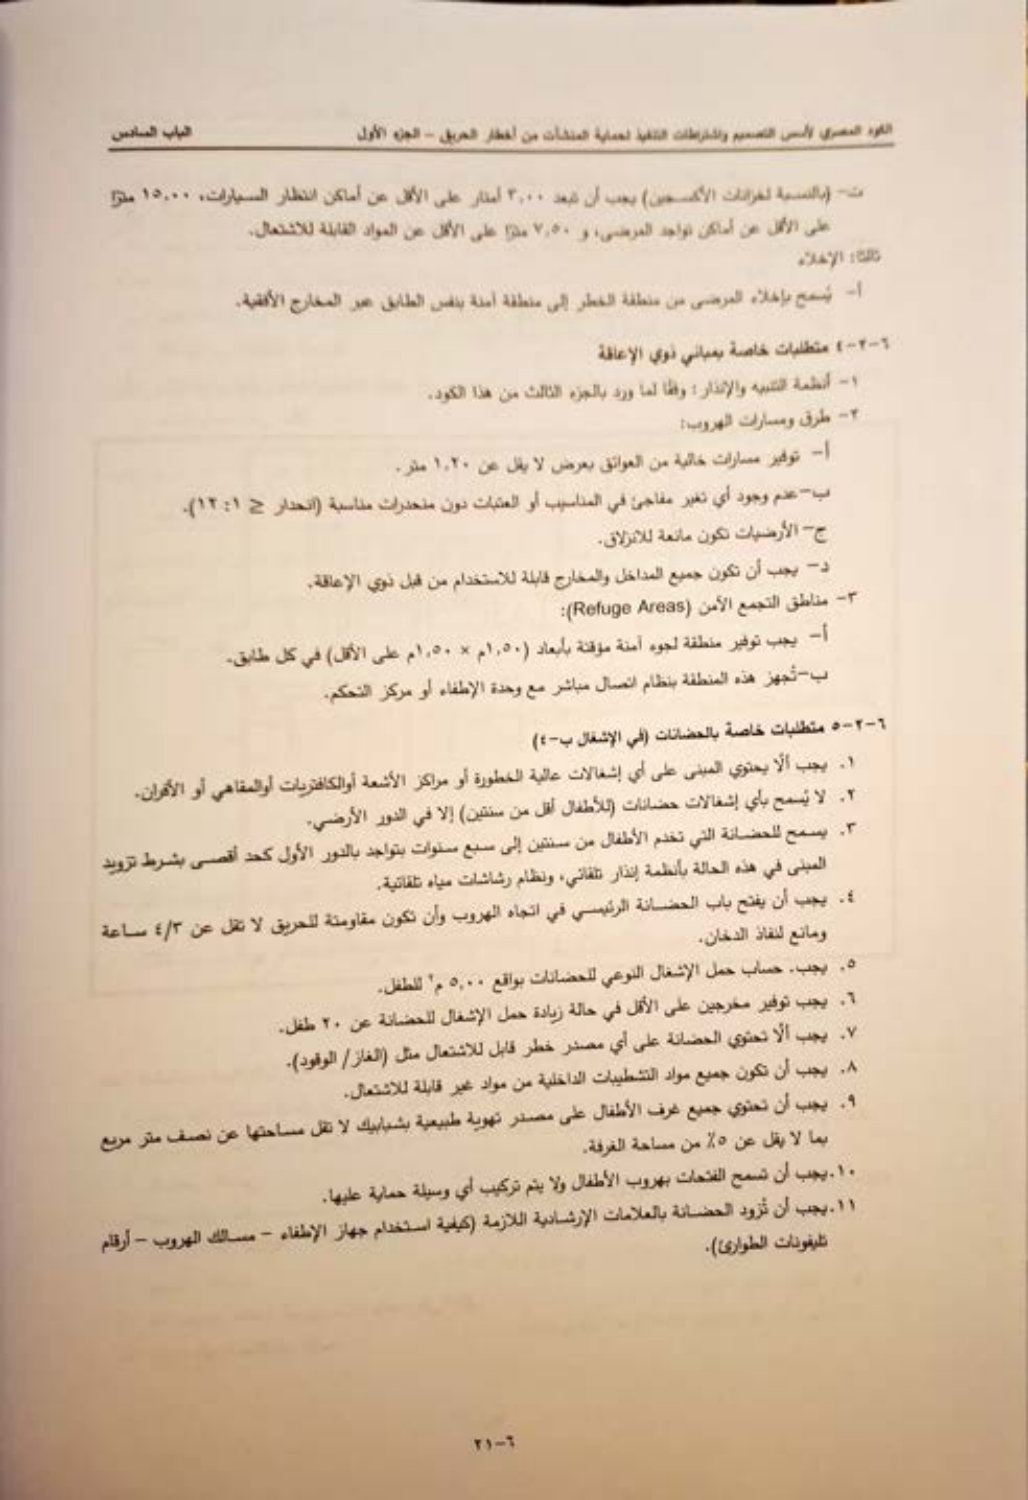 الكود المصري لأسس التصميم واشتراطات التنفيذ لحماية المنشآت من أخطار الحريق – الجزء الأول الباب السادس
ت– (بالنسبة لخزانات الأكسجين) يجب أن تبعد ٣,٠٠ أمتار على الأقل عن أماكن انتظار السيارات، ١٥,٠٠ مترًا
على الأقل عن أماكن تواجد المرضى، و ٧,٥٠ مترًا على الأقل عن المواد القابلة للاشتعال.
ثالثًا: الإخلاء
أ– يُسمح بإخلاء المرضى من منطقة الخطر إلى منطقة آمنة بنفس الطابق عبر المخارج الأفقية.
٦-٢-٤ متطلبات خاصة بمباني ذوي الإعاقة
١– أنظمة التنبيه والإنذار: وفقًا لما ورد بالجزء الثالث من هذا الكود.
٢– طرق ومسارات الهروب:
أ– توفير مسارات خالية من العوائق بعرض لا يقل عن ١,٢٠ متر.
ب–عدم وجود أي تغير مفاجئ في المناسيب أو العتبات دون منحدرات مناسبة (انحدار ≤ ١٢:١).
ج– الأرضيات تكون مانعة للانزلاق.
د– يجب أن تكون جميع المداخل والمخارج قابلة للاستخدام من قبل ذوي الإعاقة.
٣– مناطق التجمع الآمن (Refuge Areas):
أ– يجب توفير منطقة لجوء آمنة مؤقتة بأبعاد (١,٥٠م × ١,٥٠م على الأقل) في كل طابق.
ب–تُجهز هذه المنطقة بنظام اتصال مباشر مع وحدة الإطفاء أو مركز التحكم.
٦-٢-٥ متطلبات خاصة بالحضانات (في الإشغال ب-٤)
١. يجب ألّا يحتوي المبنى على أي إشغالات عالية الخطورة أو مراكز الأشعة أوالكافتريات أوالمقاهي أو الأفران.
٢. لا يُسمح بأي إشغالات حضانات (للأطفال أقل من سنتين) إلا في الدور الأرضي.
٣. يسمح للحضانة التي تخدم الأطفال من سنتين إلى سبع سنوات بتواجد بالدور الأول كحد أقصى بشرط تزويد
المبنى في هذه الحالة بأنظمة إنذار تلقائي، ونظام رشاشات مياه تلقائية.
٤. يجب أن يفتح باب الحضانة الرئيسي في اتجاه الهروب وأن تكون مقاومتة للحريق لا تقل عن ٤/٣ ساعة
ومانع لنفاذ الدخان.
٥. يجب. حساب حمل الإشغال النوعي للحضانات بواقع ٥,٠٠ م٢ للطفل.
٦. يجب توفير مخرجين على الأقل في حالة زيادة حمل الإشغال للحضانة عن ٢٠ طفل.
٧. يجب ألّا تحتوي الحضانة على أي مصدر خطر قابل للاشتعال مثل (الغاز/ الوقود).
٨. يجب أن تكون جميع مواد التشطيبات الداخلية من مواد غير قابلة للاشتعال.
٩. يجب أن تحتوي جميع غرف الأطفال على مصدر تهوية طبيعية بشبابيك لا تقل مساحتها عن نصف متر مربع
بما لا يقل عن ٥٪ من مساحة الغرفة.
١٠.يجب أن تسمح الفتحات بهروب الأطفال ولا يتم تركيب أي وسيلة حماية عليها.
١١.يجب أن تُزود الحضانة بالعلامات الإرشادية اللازمة (كيفية استخدام جهاز الإطفاء – مسالك الهروب – أرقام
تليفونات الطوارئ).
٦-٢١